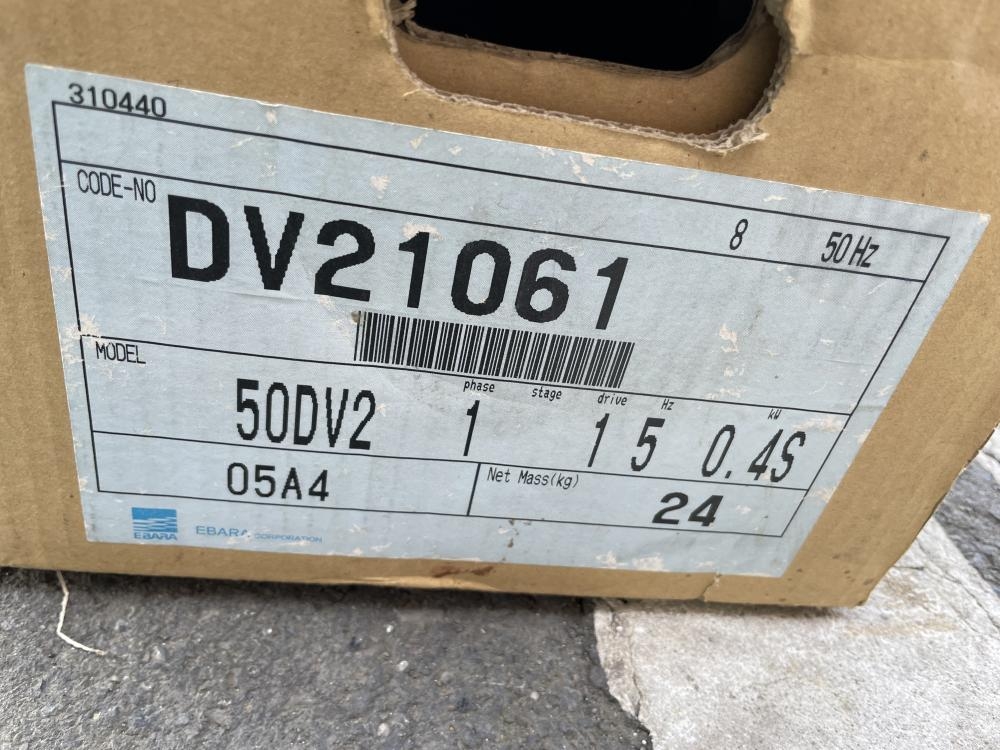 310440
8 50Hz
CODE-NO DV21061
MODEL phase stage drive Hz kW
50DV2 1 1 5 0.4S
05A4 Net Mass(kg) 24
EBARA EBARA CORPORATION